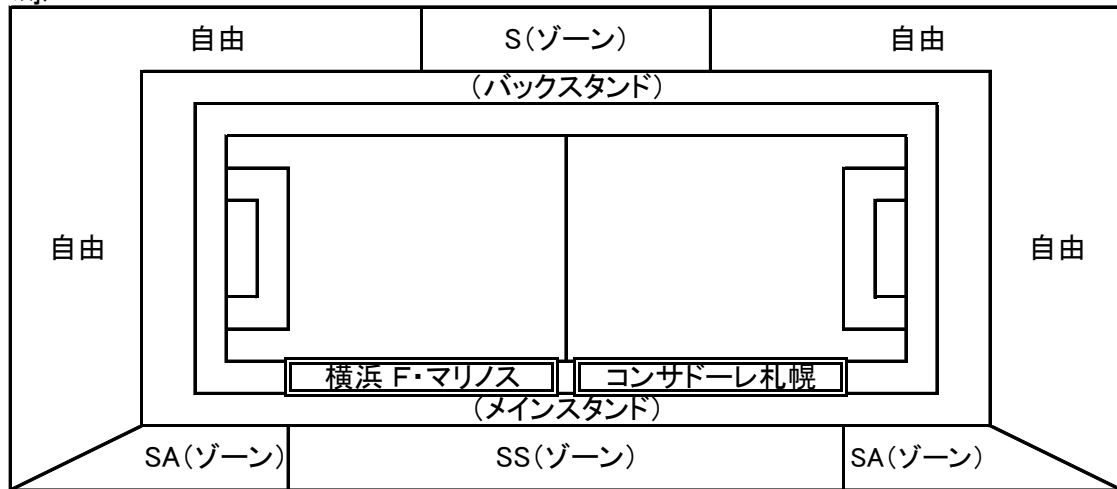 自由 S(ゾーン) 自由
(バックスタンド)
自由 自由
横浜 F・マリノス コンサドーレ札幌
(メインスタンド)
SA(ゾーン) SS(ゾーン) SA(ゾーン)